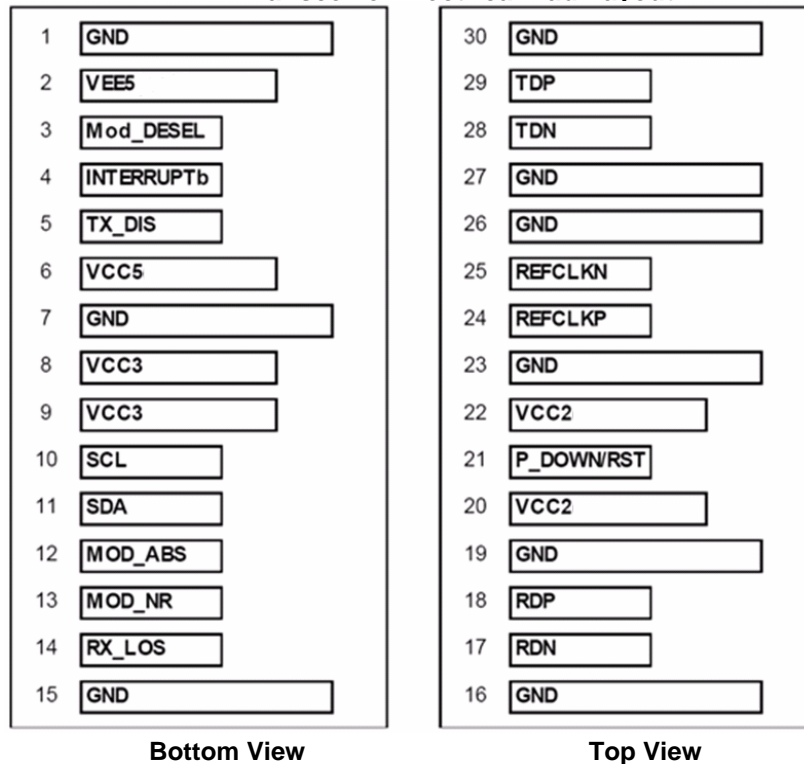 1 GND
2 VEE5
3 Mod_DESEL
4 INTERRUPTb
5 TX_DIS
6 VCC5
7 GND
8 VCC3
9 VCC3
10 SCL
11 SDA
12 MOD_ABS
13 MOD_NR
14 RX_LOS
15 GND
Bottom View
30 GND
29 TDP
28 TDN
27 GND
26 GND
25 REFCLKN
24 REFCLKP
23 GND
22 VCC2
21 P_DOWN/RST
20 VCC2
19 GND
18 RDP
17 RDN
16 GND
Top View